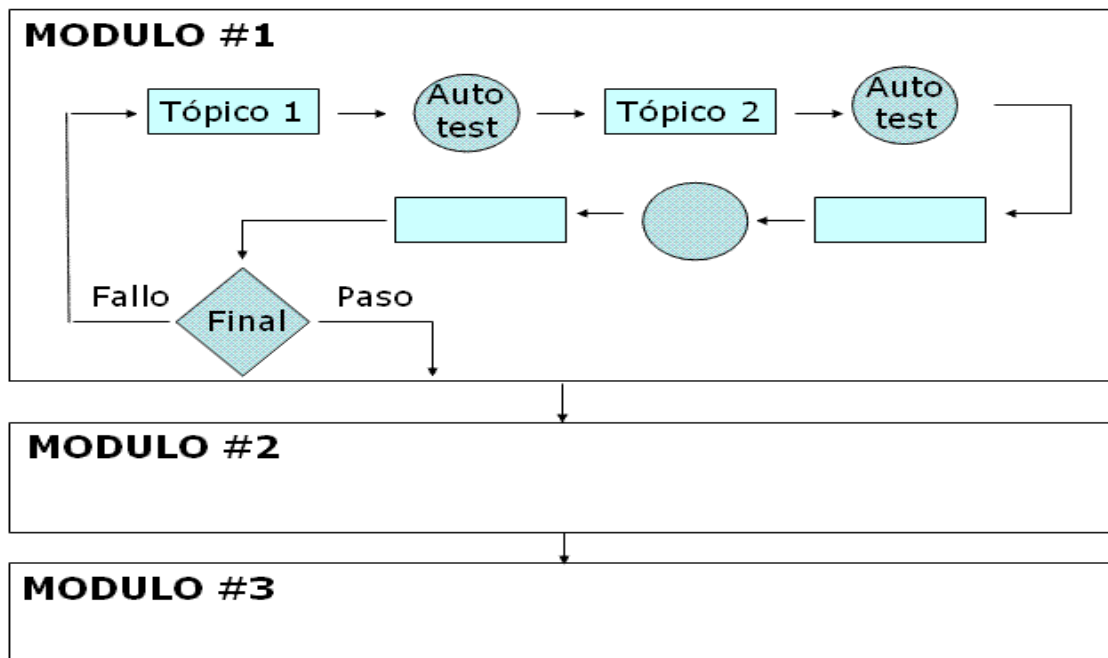 MODULO #1
Tópico 1
Auto
test
Tópico 2
Auto
test
Fallo
Final
Paso
MODULO #2
MODULO #3